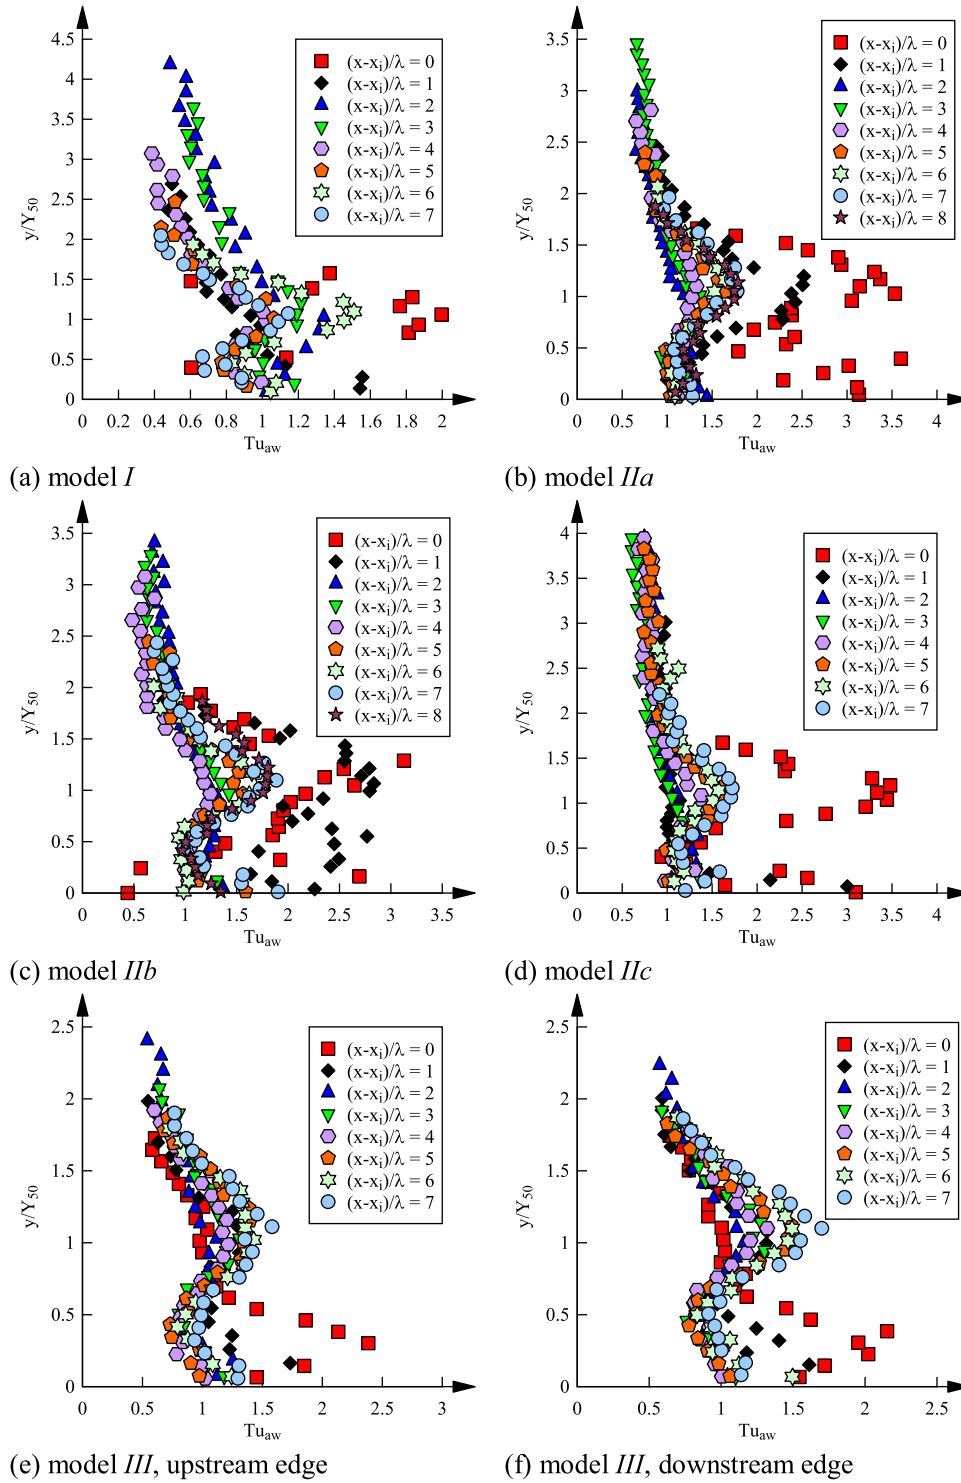 4.5
4
3.5
3
2.5
2
1.5
1
0.5
0
y/Y50
0 0.2 0.4 0.6 0.8 1 1.2 1.4 1.6 1.8 2
Tuaw
(x-xi)/λ = 0
(x-xi)/λ = 1
(x-xi)/λ = 2
(x-xi)/λ = 3
(x-xi)/λ = 4
(x-xi)/λ = 5
(x-xi)/λ = 6
(x-xi)/λ = 7
(a) model I
3.5
3
2.5
2
1.5
1
0.5
0
y/Y50
0 0.5 1 1.5 2 2.5 3 3.5 4
Tuaw
(x-xi)/λ = 0
(x-xi)/λ = 1
(x-xi)/λ = 2
(x-xi)/λ = 3
(x-xi)/λ = 4
(x-xi)/λ = 5
(x-xi)/λ = 6
(x-xi)/λ = 7
(x-xi)/λ = 8
(b) model IIa
3.5
3
2.5
2
1.5
1
0.5
0
y/Y50
0 0.5 1 1.5 2 2.5 3 3.5
Tuaw
(x-xi)/λ = 0
(x-xi)/λ = 1
(x-xi)/λ = 2
(x-xi)/λ = 3
(x-xi)/λ = 4
(x-xi)/λ = 5
(x-xi)/λ = 6
(x-xi)/λ = 7
(x-xi)/λ = 8
(c) model IIb
4
3.5
3
2.5
2
1.5
1
0.5
0
y/Y50
0 0.5 1 1.5 2 2.5 3 3.5 4
Tuaw
(x-xi)/λ = 0
(x-xi)/λ = 1
(x-xi)/λ = 2
(x-xi)/λ = 3
(x-xi)/λ = 4
(x-xi)/λ = 5
(x-xi)/λ = 6
(x-xi)/λ = 7
(d) model IIc
2.5
2
1.5
1
0.5
0
y/Y50
0 0.5 1 1.5 2 2.5 3
Tuaw
(x-xi)/λ = 0
(x-xi)/λ = 1
(x-xi)/λ = 2
(x-xi)/λ = 3
(x-xi)/λ = 4
(x-xi)/λ = 5
(x-xi)/λ = 6
(x-xi)/λ = 7
(e) model III, upstream edge
2.5
2
1.5
1
0.5
0
y/Y50
0 0.5 1 1.5 2 2.5
Tuaw
(x-xi)/λ = 0
(x-xi)/λ = 1
(x-xi)/λ = 2
(x-xi)/λ = 3
(x-xi)/λ = 4
(x-xi)/λ = 5
(x-xi)/λ = 6
(x-xi)/λ = 7
(f) model III, downstream edge